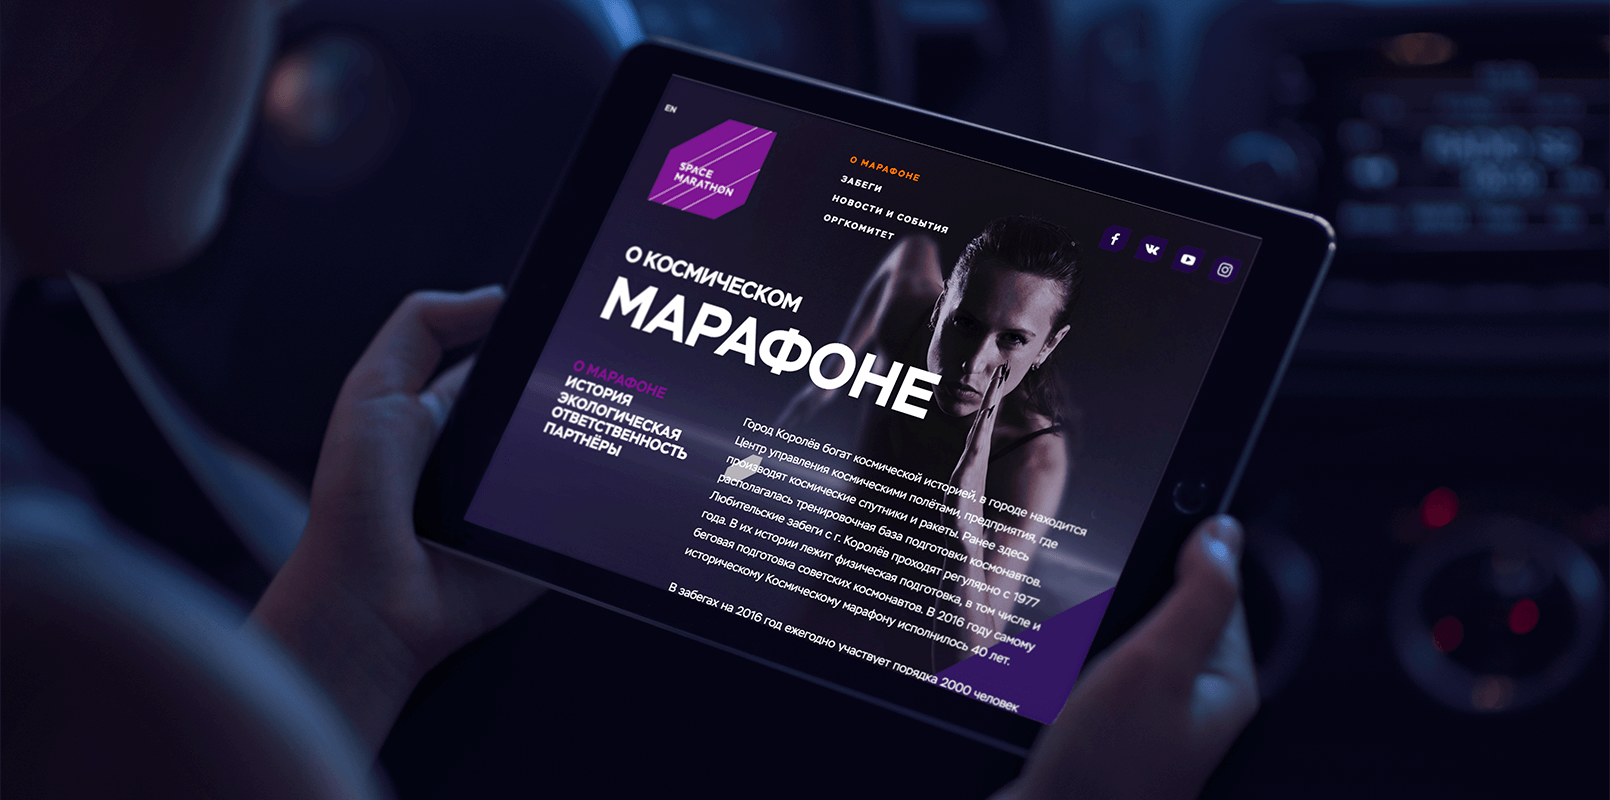 EN
SPACE
MARATHON
О МАРАФОНЕ
ЗАБЕГИ
НОВОСТИ И СОБЫТИЯ
ОРГКОМИТЕТ
О КОСМИЧЕСКОМ
МАРАФОНЕ
О МАРАФОНЕ
ИСТОРИЯ
ЭКОЛОГИЧЕСКАЯ
ОТВЕТСТВЕННОСТЬ
ПАРТНЁРЫ
Город Королёв богат космической историей, в городе находится
Центр управления космическими полётами, предприятия, где
производят космические спутники и ракеты. Ранее здесь
располагалась тренировочная база подготовки космонавтов.
Любительские забеги с г. Королёв проходят регулярно с 1977
года. В их истории лежит физическая подготовка, в том числе и
беговая подготовка советских космонавтов. В 2016 году самому
историческому Космическому марафону исполнилось 40 лет.
В забегах на 2016 год ежегодно участвует порядка 2000 человек